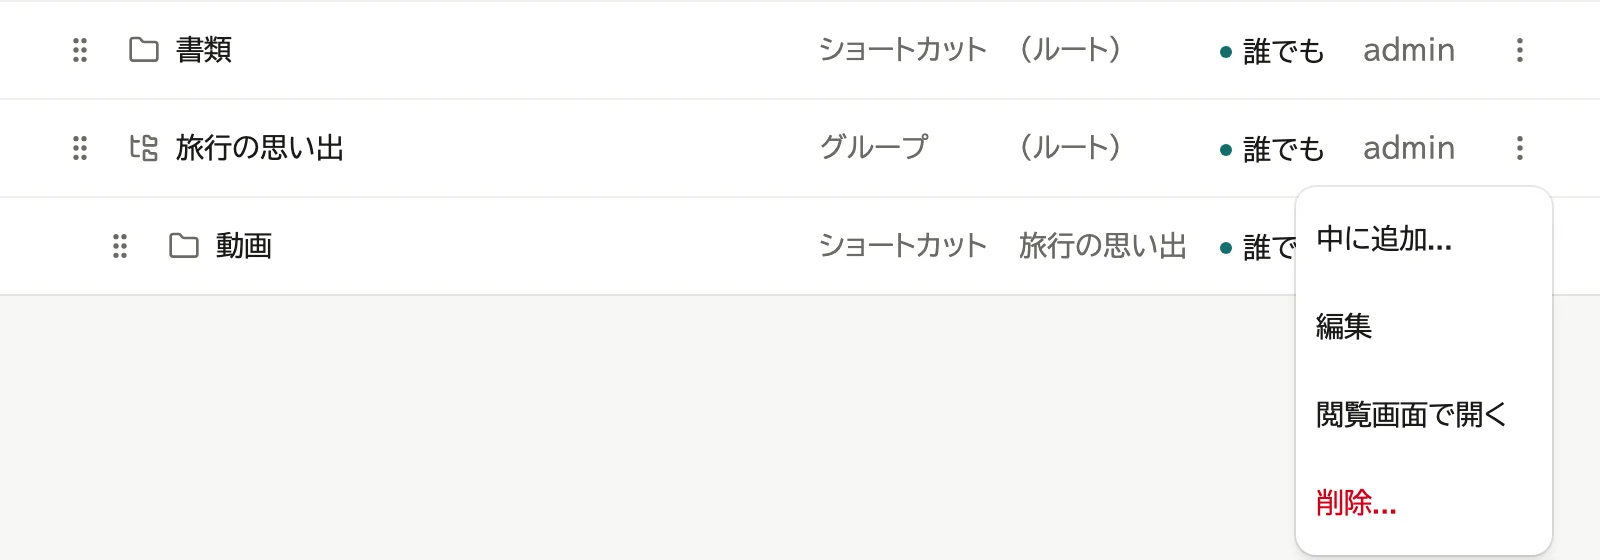 書類 ショートカット （ルート） 誰でも admin
旅行の思い出 グループ （ルート） 誰でも admin
動画 ショートカット 旅行の思い出 誰で
中に追加...
編集
閲覧画面で開く
削除...